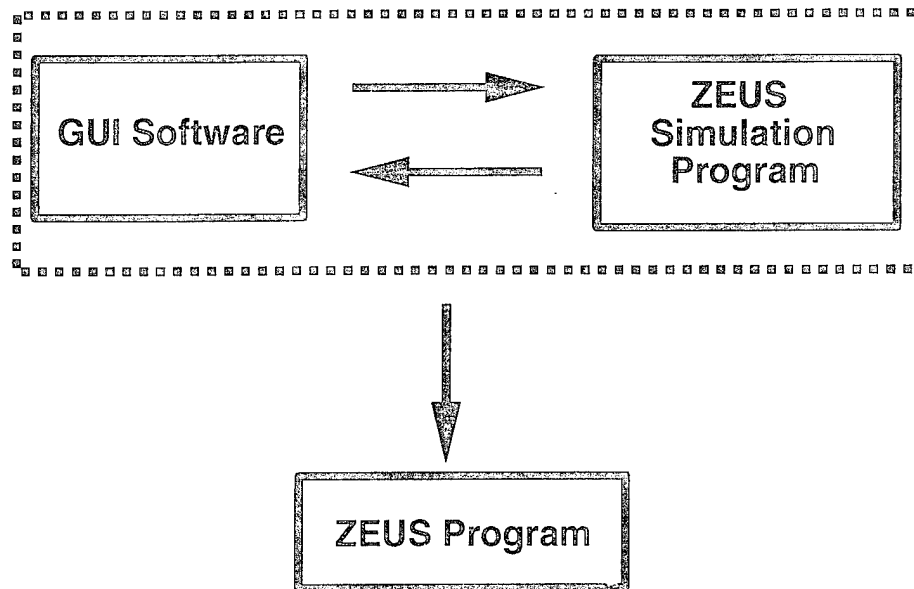 GUI Software
ZEUS
Simulation
Program
ZEUS Program